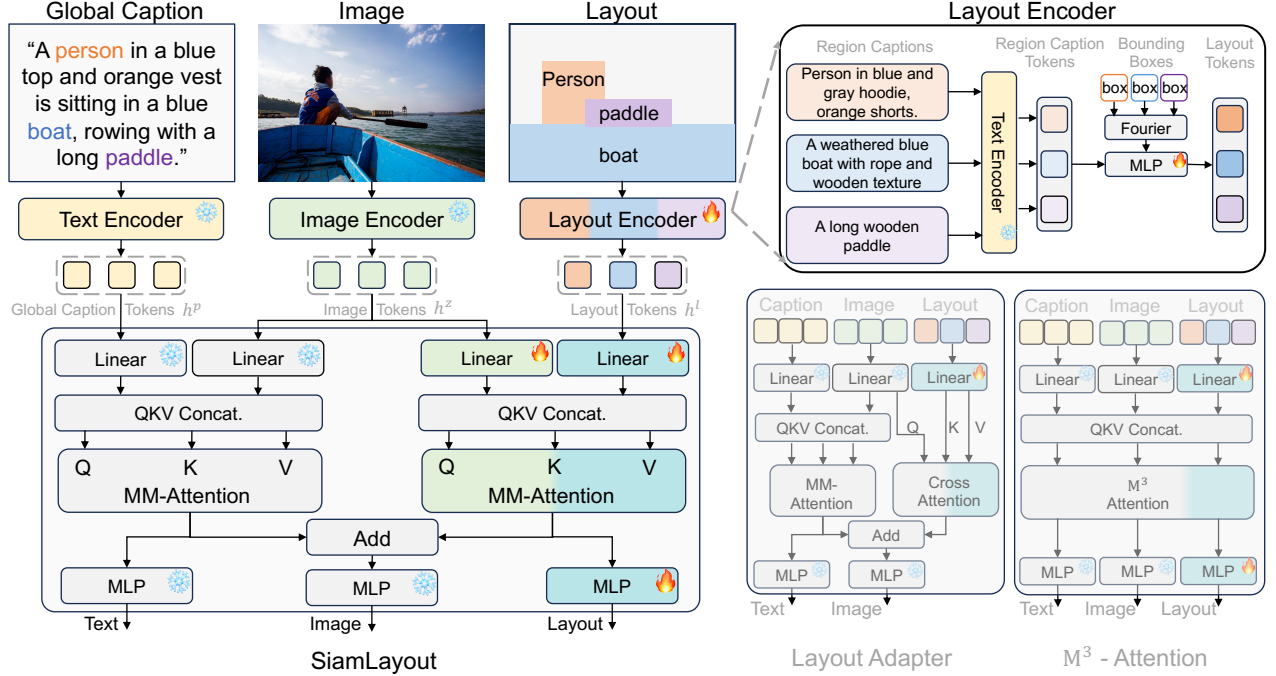 Global Caption
“A person in a blue
top and orange vest
is sitting in a blue
boat, rowing with a
long paddle.”
Image
Layout
Person
paddle
boat
Text Encoder
Image Encoder
Layout Encoder
Global Caption Tokens h^p
Image Tokens h^z
Layout Tokens h^l
Linear
Linear
Linear
Linear
QKV Concat.
QKV Concat.
Q K V
MM-Attention
Q K V
MM-Attention
Add
MLP
MLP
MLP
Text
Image
Layout
SiamLayout
Layout Encoder
Region Captions
Region Caption
Tokens
Bounding
Boxes
Layout
Tokens
Person in blue and
gray hoodie,
orange shorts.
A weathered blue
boat with rope and
wooden texture
A long wooden
paddle
Text Encoder
box box box
Fourier
MLP
Caption Image Layout
Linear Linear Linear
QKV Concat.
Q K V
MM-
Attention
Cross
Attention
Add
MLP MLP
Text Image
Layout Adapter
Caption Image Layout
Linear Linear Linear
QKV Concat.
M³
Attention
MLP MLP MLP
Text Image Layout
M³ - Attention